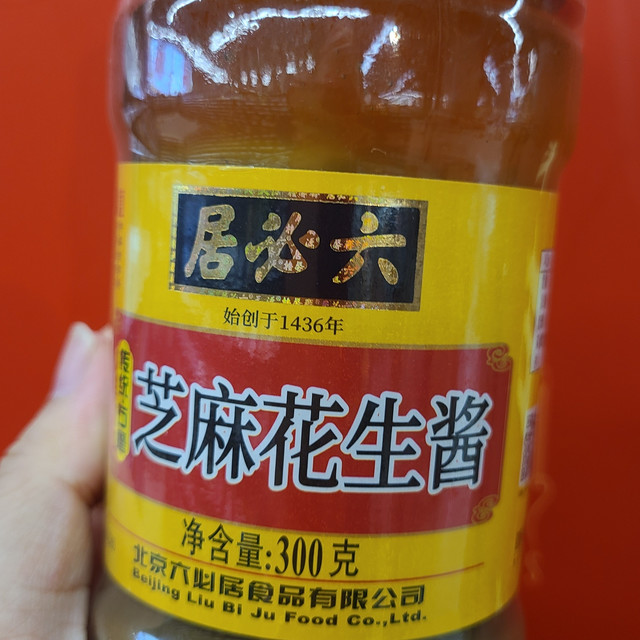 六必居
始创于1436年
芝麻花生酱
净含量:300克
北京六必居食品有限公司
Beijing Liu Bi Ju Food Co.,Ltd.